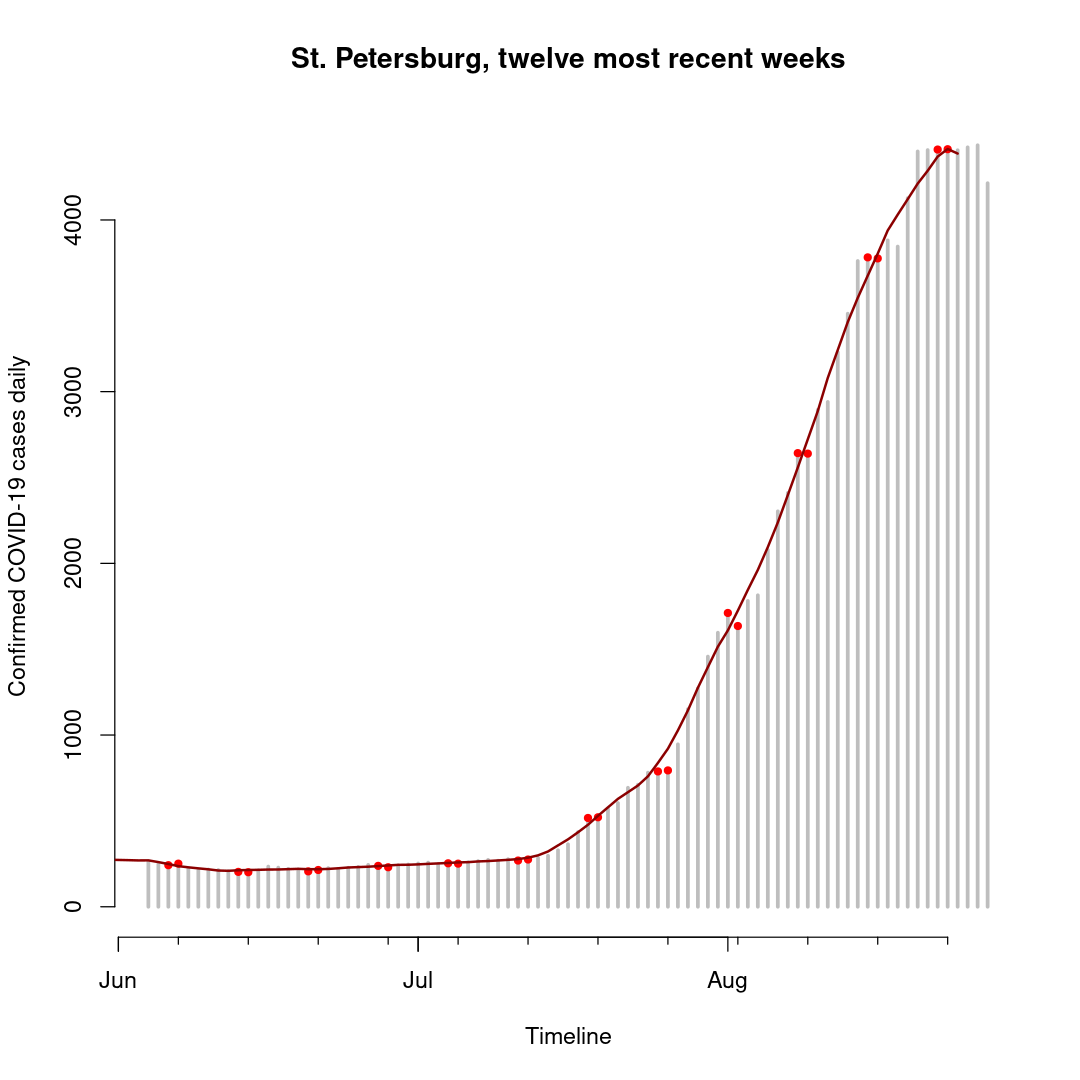 St. Petersburg, twelve most recent weeks
Confirmed COVID-19 cases daily
4000
3000
2000
1000
0
Jun Jul Aug
Timeline